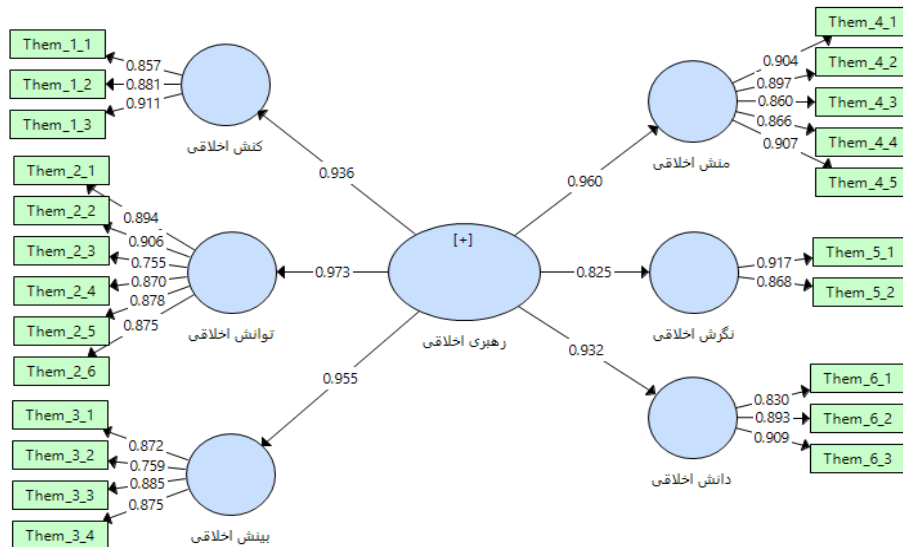 Them_1_1
Them_1_2
Them_1_3
0.857
0.881
0.911
کنش اخلاقی
0.936
Them_2_1
Them_2_2
Them_2_3
Them_2_4
Them_2_5
Them_2_6
0.894
0.906
0.755
0.870
0.878
0.875
توانش اخلاقی
0.973
Them_3_1
Them_3_2
Them_3_3
Them_3_4
0.872
0.759
0.885
0.875
بینش اخلاقی
0.955
[+]
رهبری اخلاقی
0.960
منش اخلاقی
0.904
0.897
0.860
0.866
0.907
Them_4_1
Them_4_2
Them_4_3
Them_4_4
Them_4_5
0.825
نگرش اخلاقی
0.917
0.868
Them_5_1
Them_5_2
0.932
دانش اخلاقی
0.830
0.893
0.909
Them_6_1
Them_6_2
Them_6_3